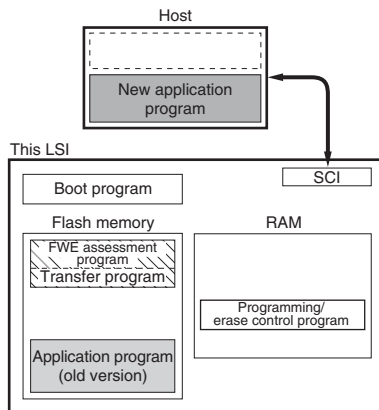 Host
New application
program
This LSI
SCI
Boot program
Flash memory
RAM
FWE assessment
program
Transfer program
Programming/
erase control program
Application program
(old version)